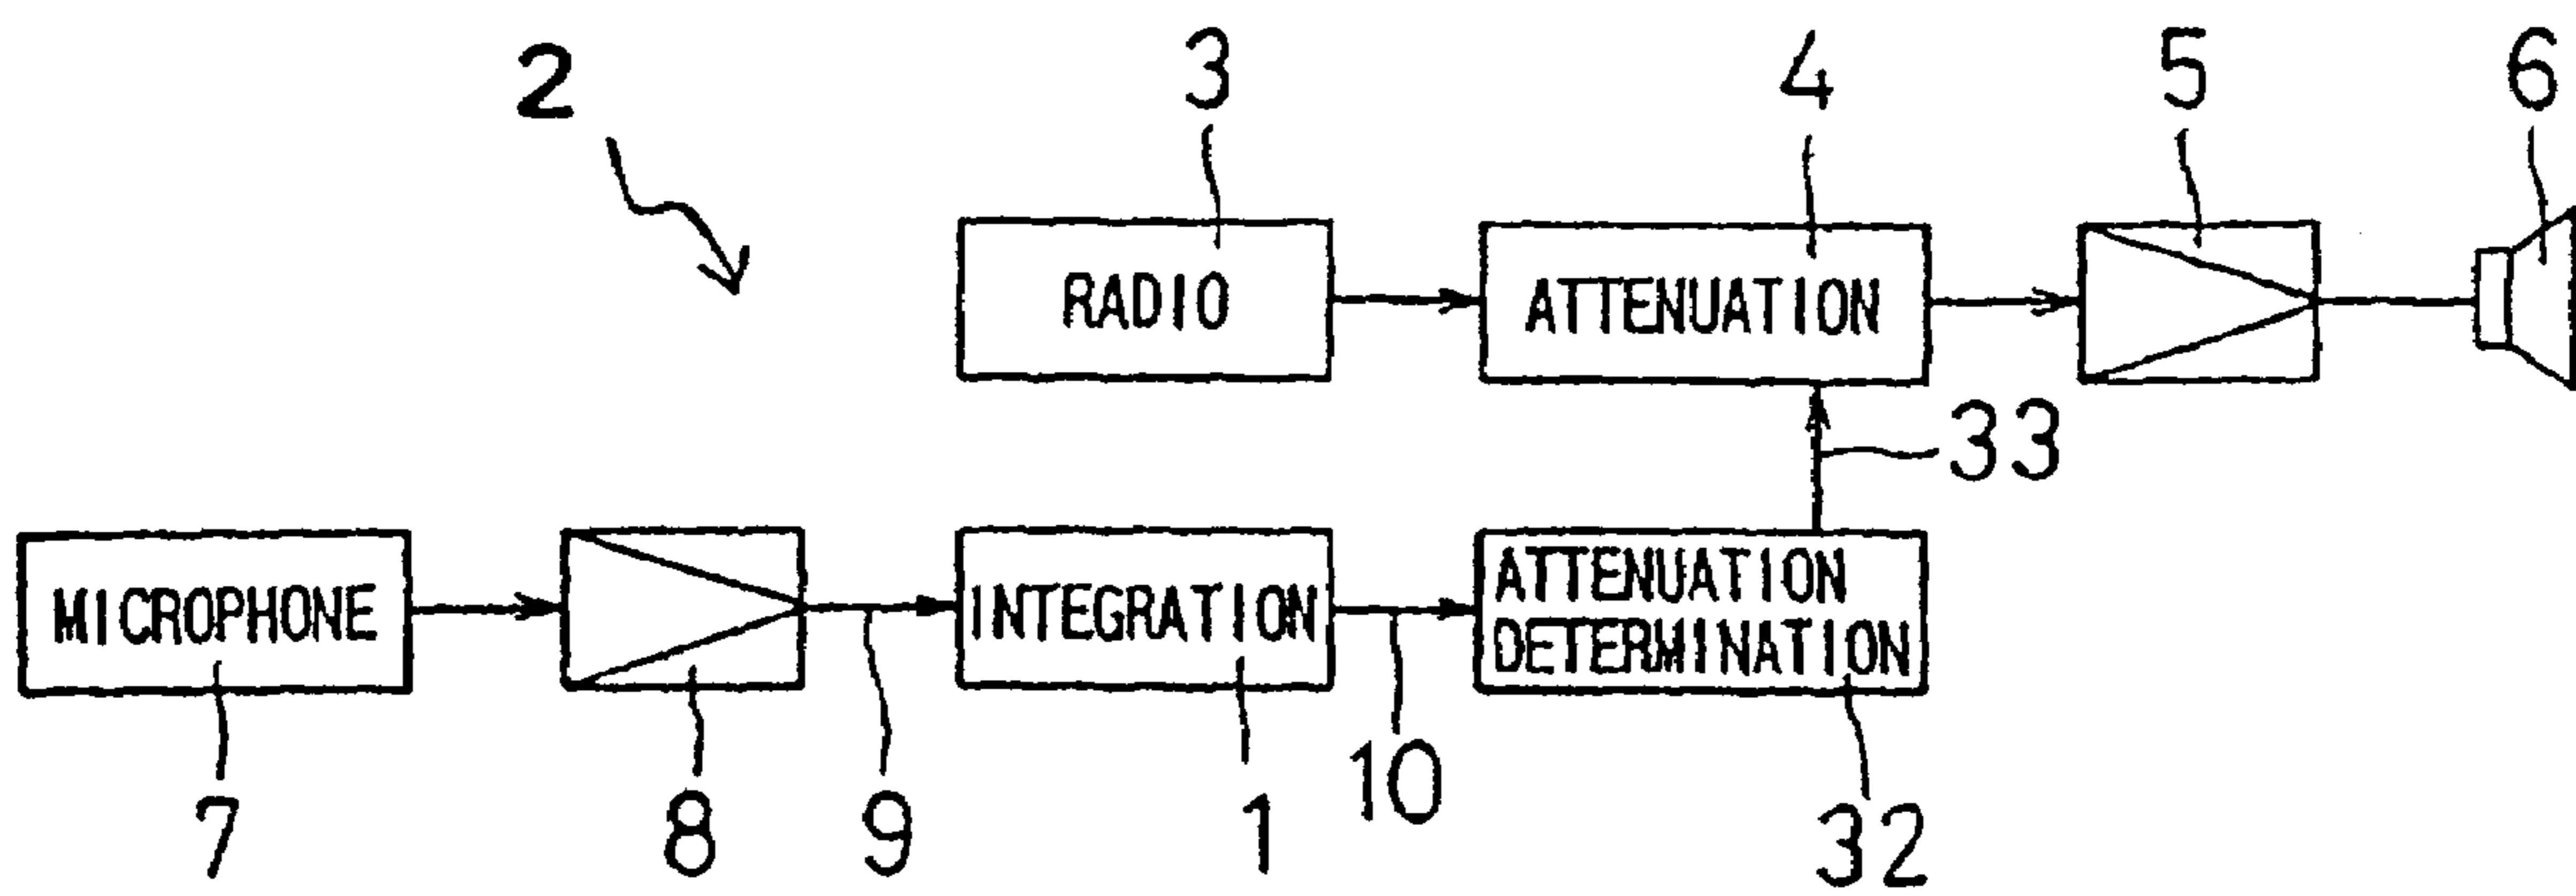 2
3
4
5
6
RADIO
ATTENUATION
33
MICROPHONE
INTEGRATION
ATTENUATION
DETERMINATION
7
8
9
1
10
32